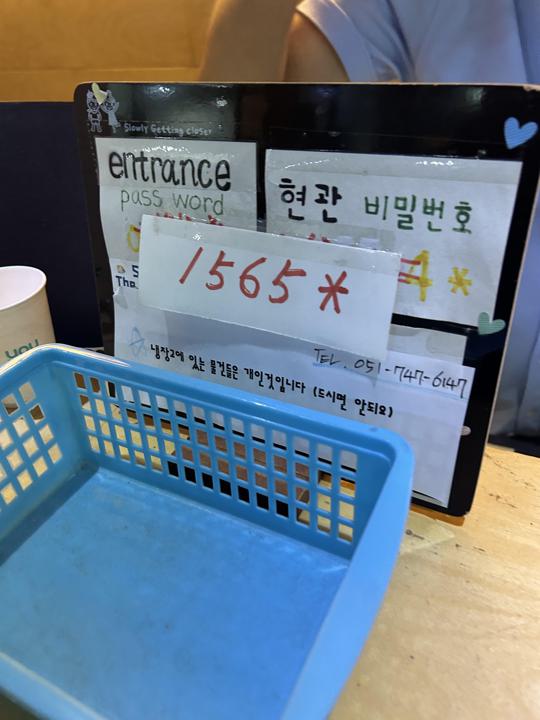 Slowly Getting closer
entrance
pass word
현관 비밀번호
1565*
TEL. 051-747-6147
냉장고에 있는 물건들은 개인것입니다 (드시면 안되요)
you